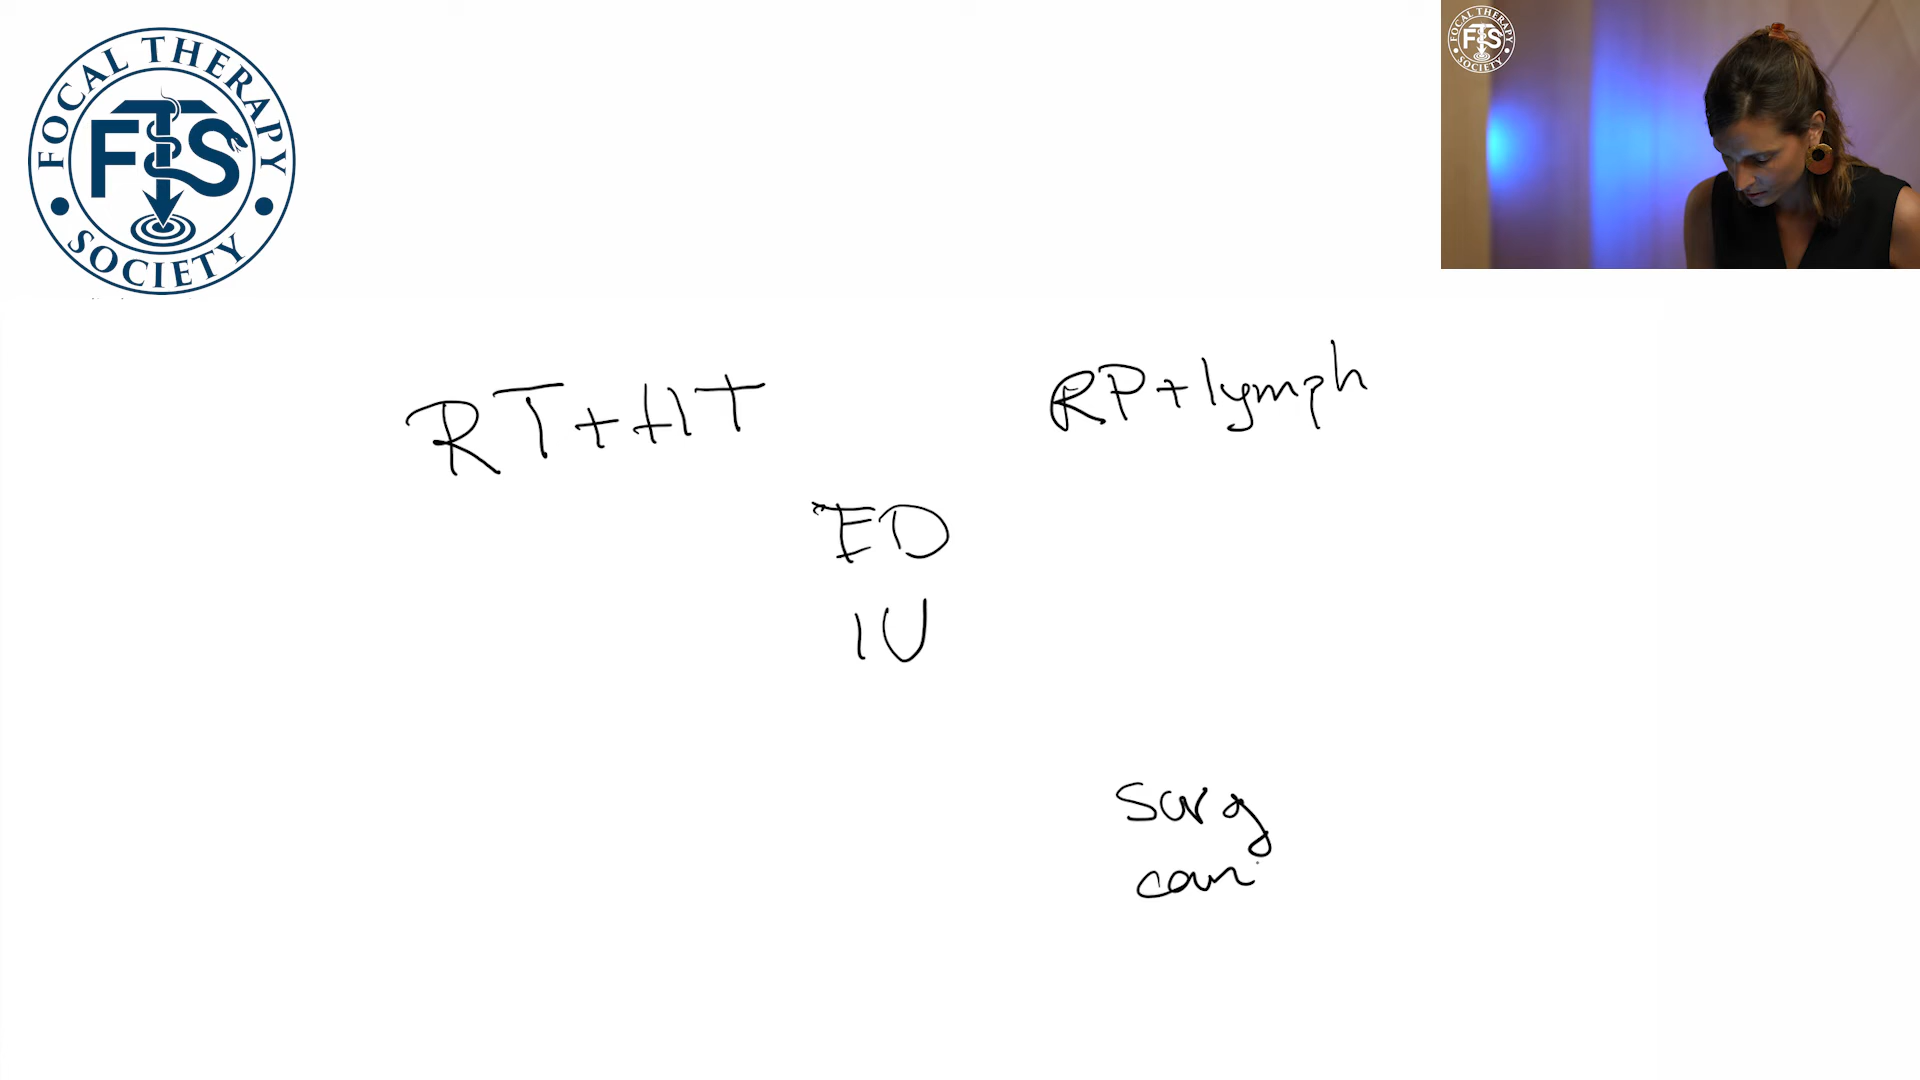 FOCAL THERAPY
FTS
SOCIETY
FOCAL THERAPY
FTS
SOCIETY
RT+HT
RP+lymph
ED
IU
Surg
can